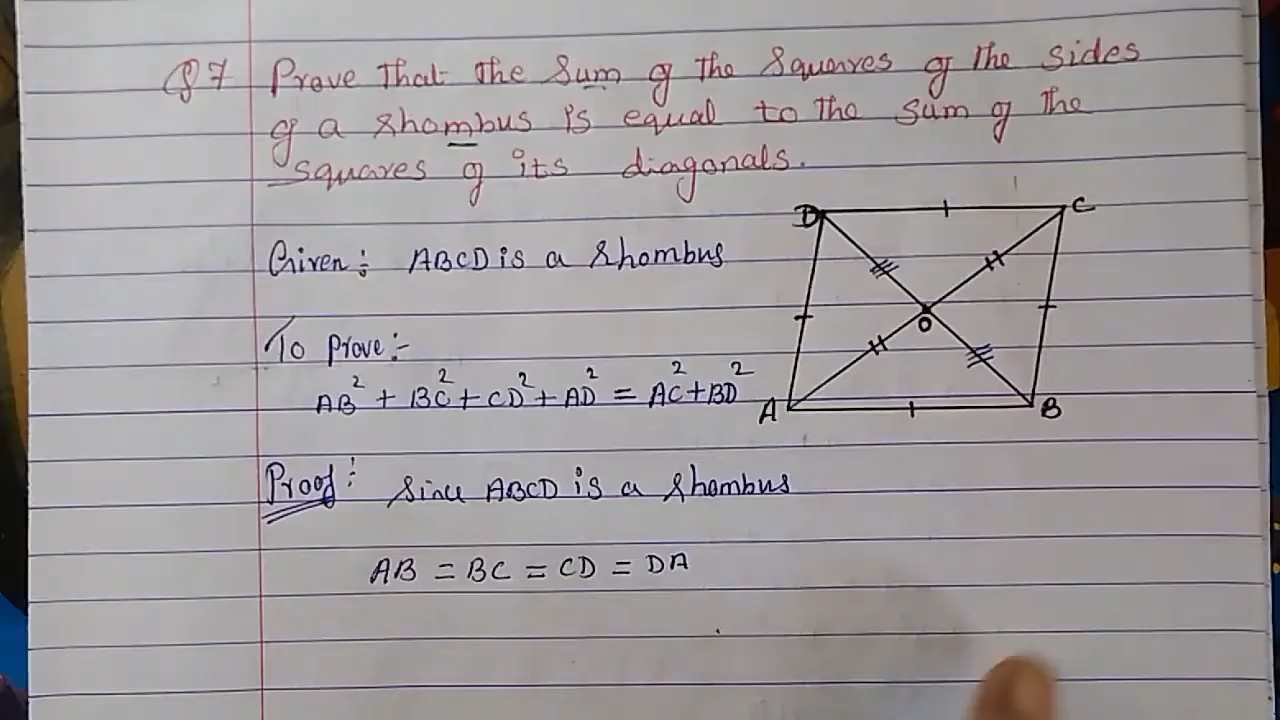 Q7 Prove that the Sum of the Squares of the sides
of a rhombus is equal to the sum of the
squares of its diagonals.
Given: ABCD is a rhombus
To Prove:-
AB² + BC² + CD² + AD² = AC² + BD²
Proof: Since ABCD is a rhombus
AB = BC = CD = DA
D
C
O
A
B